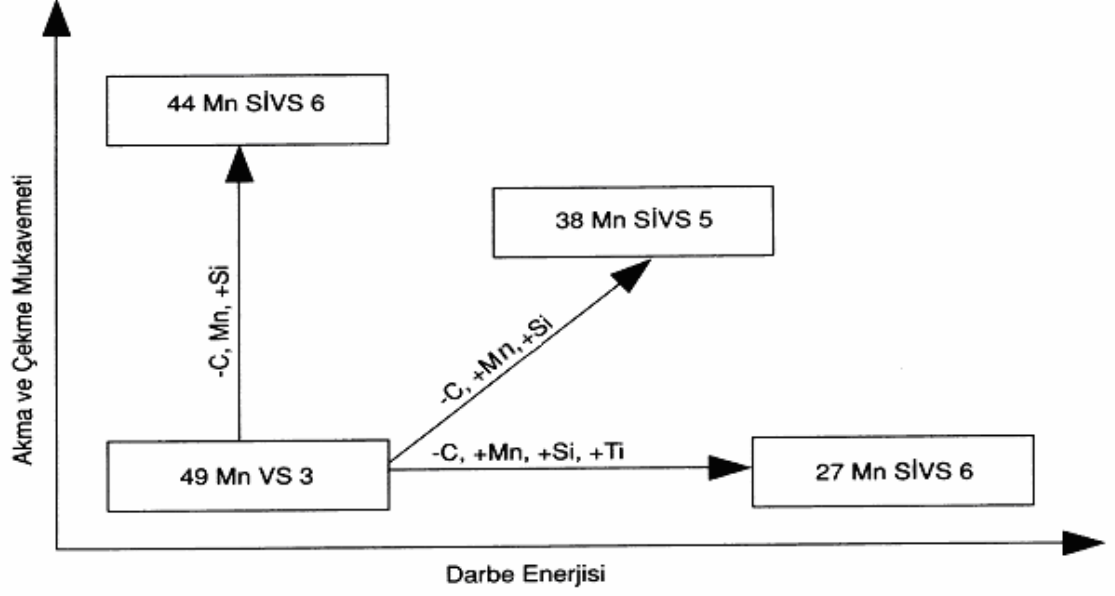 44 Mn SİVS 6
38 Mn SİVS 5
-C, Mn, +Si
-C, +Mn,+Si
-C, +Mn, +Si, +Ti
49 Mn VS 3
27 Mn SİVS 6
Akma ve Çekme Mukavemeti
Darbe Enerjisi